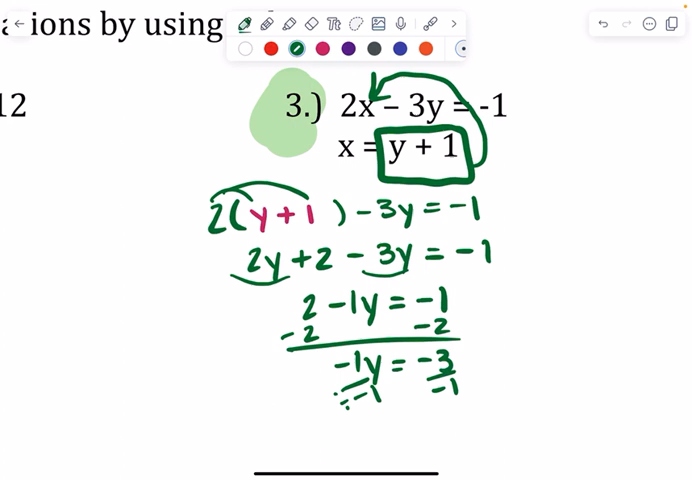 ions by using
12
3.) 2x – 3y = -1
x = y + 1
2(y + 1) - 3y = -1
2y + 2 - 3y = -1
2 - 1y = -1
-2 -2
-1y = -3
÷-1 -1